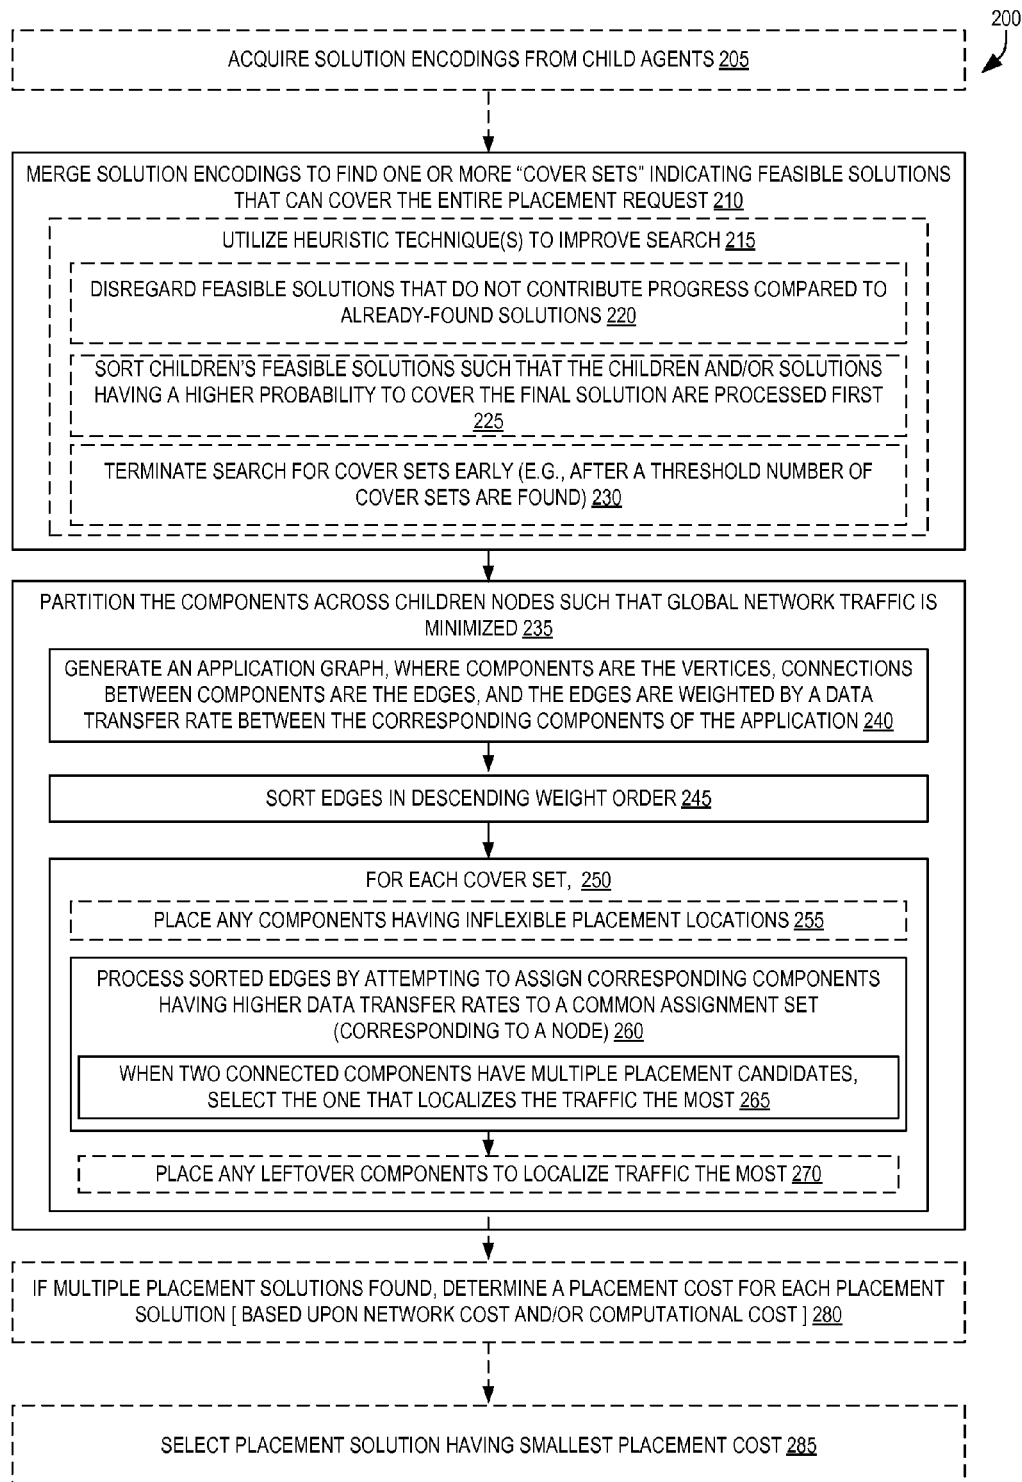 200
ACQUIRE SOLUTION ENCODINGS FROM CHILD AGENTS 205
MERGE SOLUTION ENCODINGS TO FIND ONE OR MORE “COVER SETS” INDICATING FEASIBLE SOLUTIONS
THAT CAN COVER THE ENTIRE PLACEMENT REQUEST 210
UTILIZE HEURISTIC TECHNIQUE(S) TO IMPROVE SEARCH 215
DISREGARD FEASIBLE SOLUTIONS THAT DO NOT CONTRIBUTE PROGRESS COMPARED TO
ALREADY-FOUND SOLUTIONS 220
SORT CHILDREN’S FEASIBLE SOLUTIONS SUCH THAT THE CHILDREN AND/OR SOLUTIONS
HAVING A HIGHER PROBABILITY TO COVER THE FINAL SOLUTION ARE PROCESSED FIRST
225
TERMINATE SEARCH FOR COVER SETS EARLY (E.G., AFTER A THRESHOLD NUMBER OF
COVER SETS ARE FOUND) 230
PARTITION THE COMPONENTS ACROSS CHILDREN NODES SUCH THAT GLOBAL NETWORK TRAFFIC IS
MINIMIZED 235
GENERATE AN APPLICATION GRAPH, WHERE COMPONENTS ARE THE VERTICES, CONNECTIONS
BETWEEN COMPONENTS ARE THE EDGES, AND THE EDGES ARE WEIGHTED BY A DATA
TRANSFER RATE BETWEEN THE CORRESPONDING COMPONENTS OF THE APPLICATION 240
SORT EDGES IN DESCENDING WEIGHT ORDER 245
FOR EACH COVER SET, 250
PLACE ANY COMPONENTS HAVING INFLEXIBLE PLACEMENT LOCATIONS 255
PROCESS SORTED EDGES BY ATTEMPTING TO ASSIGN CORRESPONDING COMPONENTS
HAVING HIGHER DATA TRANSFER RATES TO A COMMON ASSIGNMENT SET
(CORRESPONDING TO A NODE) 260
WHEN TWO CONNECTED COMPONENTS HAVE MULTIPLE PLACEMENT CANDIDATES,
SELECT THE ONE THAT LOCALIZES THE TRAFFIC THE MOST 265
PLACE ANY LEFTOVER COMPONENTS TO LOCALIZE TRAFFIC THE MOST 270
IF MULTIPLE PLACEMENT SOLUTIONS FOUND, DETERMINE A PLACEMENT COST FOR EACH PLACEMENT
SOLUTION [ BASED UPON NETWORK COST AND/OR COMPUTATIONAL COST ] 280
SELECT PLACEMENT SOLUTION HAVING SMALLEST PLACEMENT COST 285